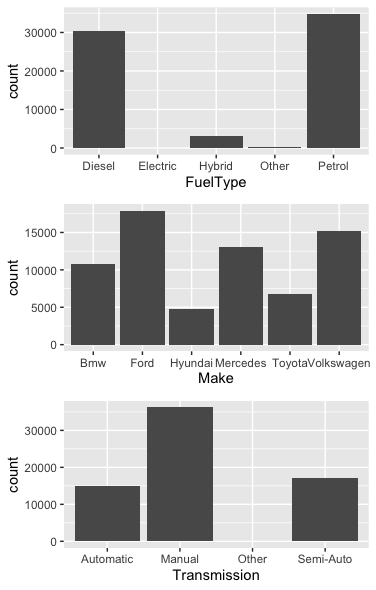 30000
20000
10000
0
count
Diesel Electric Hybrid Other Petrol
FuelType
15000
10000
5000
0
count
Bmw Ford Hyundai Mercedes Toyota Volkswagen
Make
30000
20000
10000
0
count
Automatic Manual Other Semi-Auto
Transmission